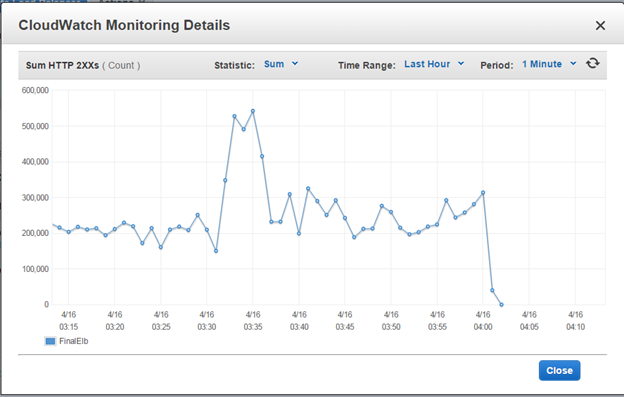 CloudWatch Monitoring Details
×
Sum HTTP 2XXs ( Count ) Statistic: Sum Time Range: Last Hour Period: 1 Minute
600,000
500,000
400,000
300,000
200,000
100,000
0
4/16 4/16 4/16 4/16 4/16 4/16 4/16 4/16 4/16 4/16 4/16 4/16
03:15 03:20 03:25 03:30 03:35 03:40 03:45 03:50 03:55 04:00 04:05 04:10
FinalElb
Close